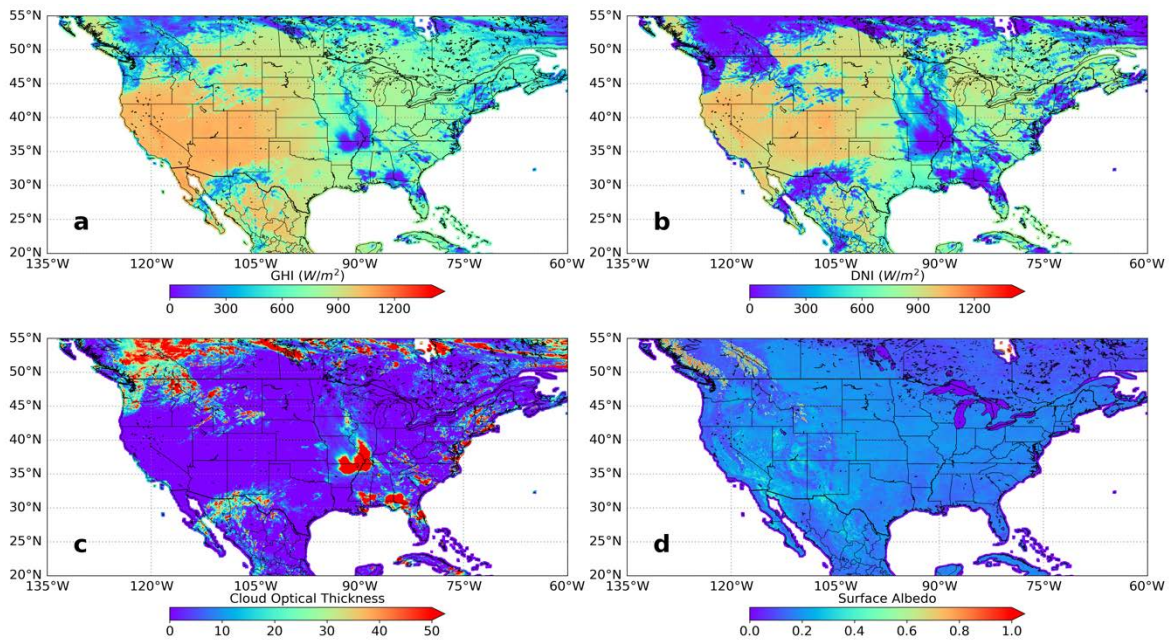 55°N
50°N
45°N
40°N
35°N
30°N
25°N
20°N
a
135°W 120°W 105°W 90°W 75°W 60°W
GHI (W/m²)
0 300 600 900 1200
55°N
50°N
45°N
40°N
35°N
30°N
25°N
20°N
b
135°W 120°W 105°W 90°W 75°W 60°W
DNI (W/m²)
0 300 600 900 1200
55°N
50°N
45°N
40°N
35°N
30°N
25°N
20°N
c
135°W 120°W 105°W 90°W 75°W 60°W
Cloud Optical Thickness
0 10 20 30 40 50
55°N
50°N
45°N
40°N
35°N
30°N
25°N
20°N
d
135°W 120°W 105°W 90°W 75°W 60°W
Surface Albedo
0.0 0.2 0.4 0.6 0.8 1.0